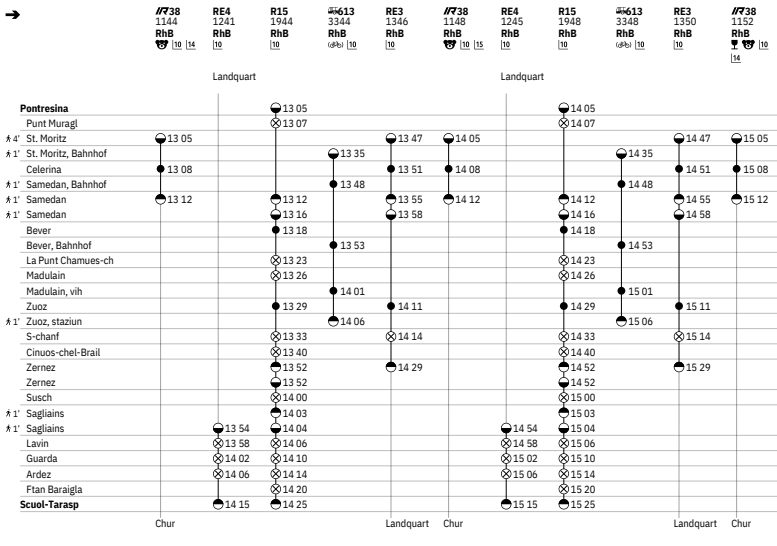 ➔ IR38 RE4 R15 613 RE3 IR38 RE4 R15 613 RE3 IR38
1144 1241 1944 3344 1346 1148 1245 1948 3348 1350 1152
RhB RhB RhB RhB RhB RhB RhB RhB RhB RhB RhB
10 14 10 10 10 10 10 15 10 10 10 10 10
14
Landquart Landquart
Pontresina 13 05 14 05
Punt Muragl 13 07 14 07
4' St. Moritz 13 05 13 47 14 05 14 47 15 05
1' St. Moritz, Bahnhof 13 35 14 35
Celerina 13 08 13 51 14 08 14 51 15 08
1' Samedan, Bahnhof 13 48 14 48
1' Samedan 13 12 13 12 13 55 14 12 14 12 14 55 15 12
1' Samedan 13 16 13 58 14 16 14 58
Bever 13 18 14 18
Bever, Bahnhof 13 53 14 53
La Punt Chamues-ch 13 23 14 23
Madulain 13 26 14 26
Madulain, vih 14 01 15 01
Zuoz 13 29 14 11 14 29 15 11
1' Zuoz, staziun 14 06 15 06
S-chanf 13 33 14 14 14 33 15 14
Cinuos-chel-Brail 13 40 14 40
Zernez 13 52 14 29 14 52 15 29
Zernez 13 52 14 52
Susch 14 00 15 00
1' Sagliains 14 03 15 03
1' Sagliains 13 54 14 04 14 54 15 04
Lavin 13 58 14 06 14 58 15 06
Guarda 14 02 14 10 15 02 15 10
Ardez 14 06 14 14 15 06 15 14
Ftan Baraigla 14 20 15 20
Scuol-Tarasp 14 15 14 25 15 15 15 25
Chur Landquart Chur Landquart Chur